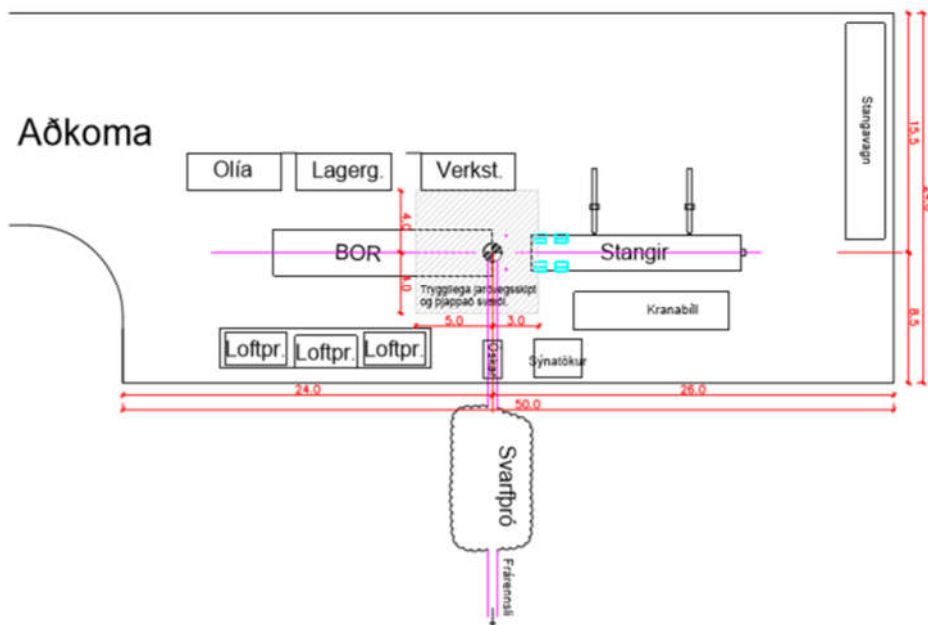 Aðkoma
Olía
Lagerg.
Verkst.
Stangavagn
15.5
4.0
BOR
Stangir
4.0
Tryggilega jarðvegsskipt
og þjappað svæði.
Kranabíll
8.5
5.0
3.0
Loftpr.
Loftpr.
Loftpr.
Sýnatökur
24.0
26.0
50.0
Svarfþró
Frárennsli